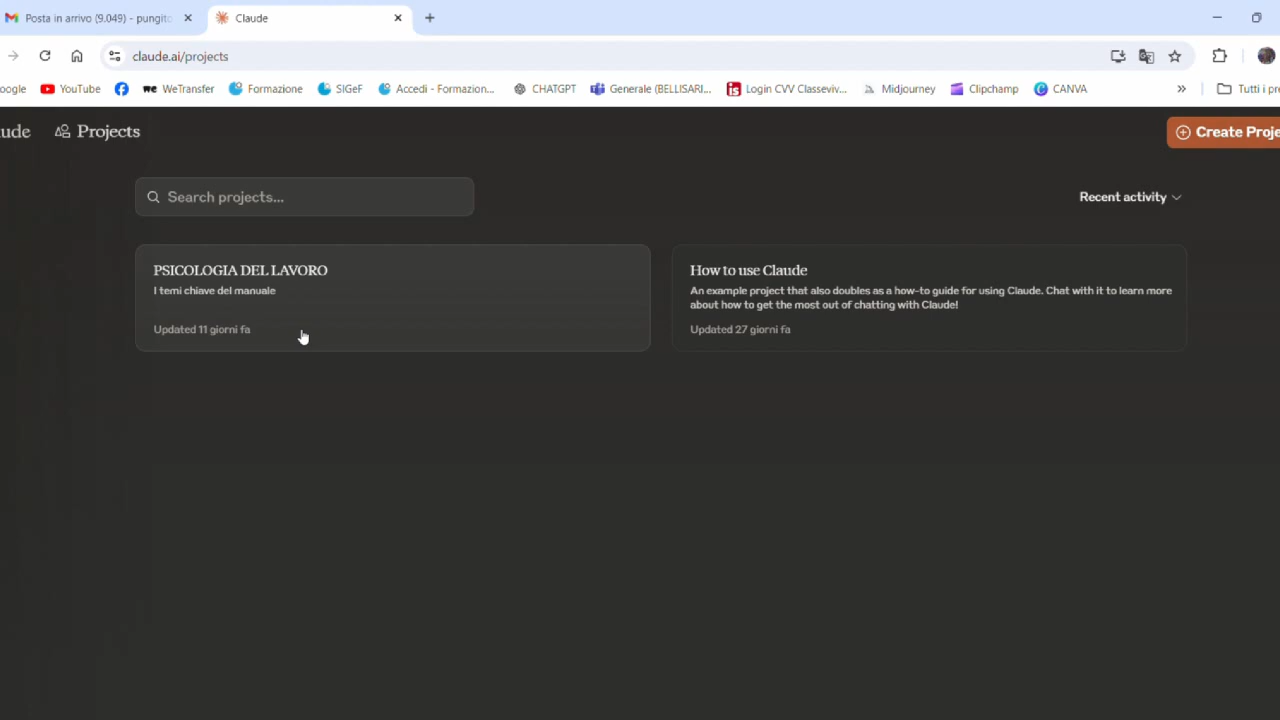 Posta in arrivo (9.049) - pungito
Claude
claude.ai/projects
oogle
YouTube
we WeTransfer
Formazione
SIGeF
Accedi - Formazion...
CHATGPT
Generale (BELLISARI...
is Login CVV Classeviv...
Midjourney
Clipchamp
C CANVA
»
Tutti i pre
ude
Projects
Create Proje
Search projects...
Recent activity
PSICOLOGIA DEL LAVORO
I temi chiave del manuale
Updated 11 giorni fa
How to use Claude
An example project that also doubles as a how-to guide for using Claude. Chat with it to learn more
about how to get the most out of chatting with Claude!
Updated 27 giorni fa